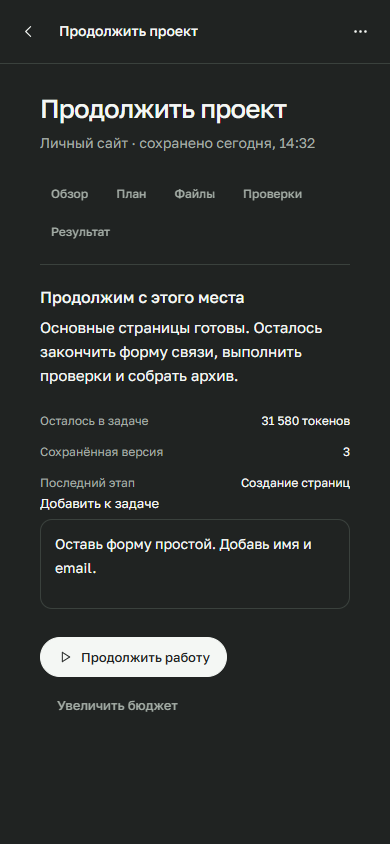 Продолжить проект
Продолжить проект
Личный сайт · сохранено сегодня, 14:32
Обзор План Файлы Проверки
Результат
Продолжим с этого места
Основные страницы готовы. Осталось
закончить форму связи, выполнить
проверки и собрать архив.
Осталось в задаче 31 580 токенов
Сохранённая версия 3
Последний этап Создание страниц
Добавить к задаче
Оставь форму простой. Добавь имя и
email.
Продолжить работу
Увеличить бюджет